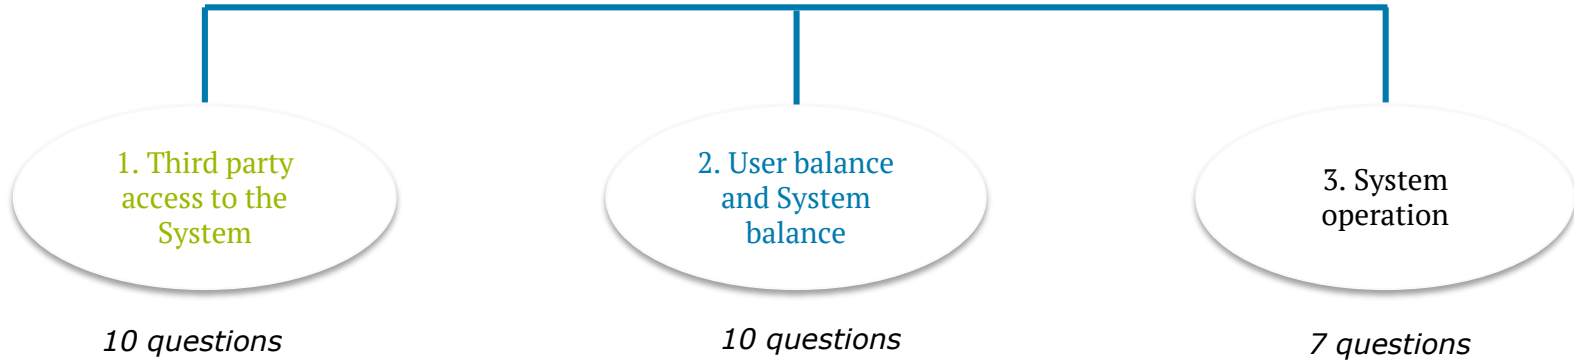 1. Third party
access to the
System
2. User balance
and System
balance
3. System
operation
10 questions
10 questions
7 questions